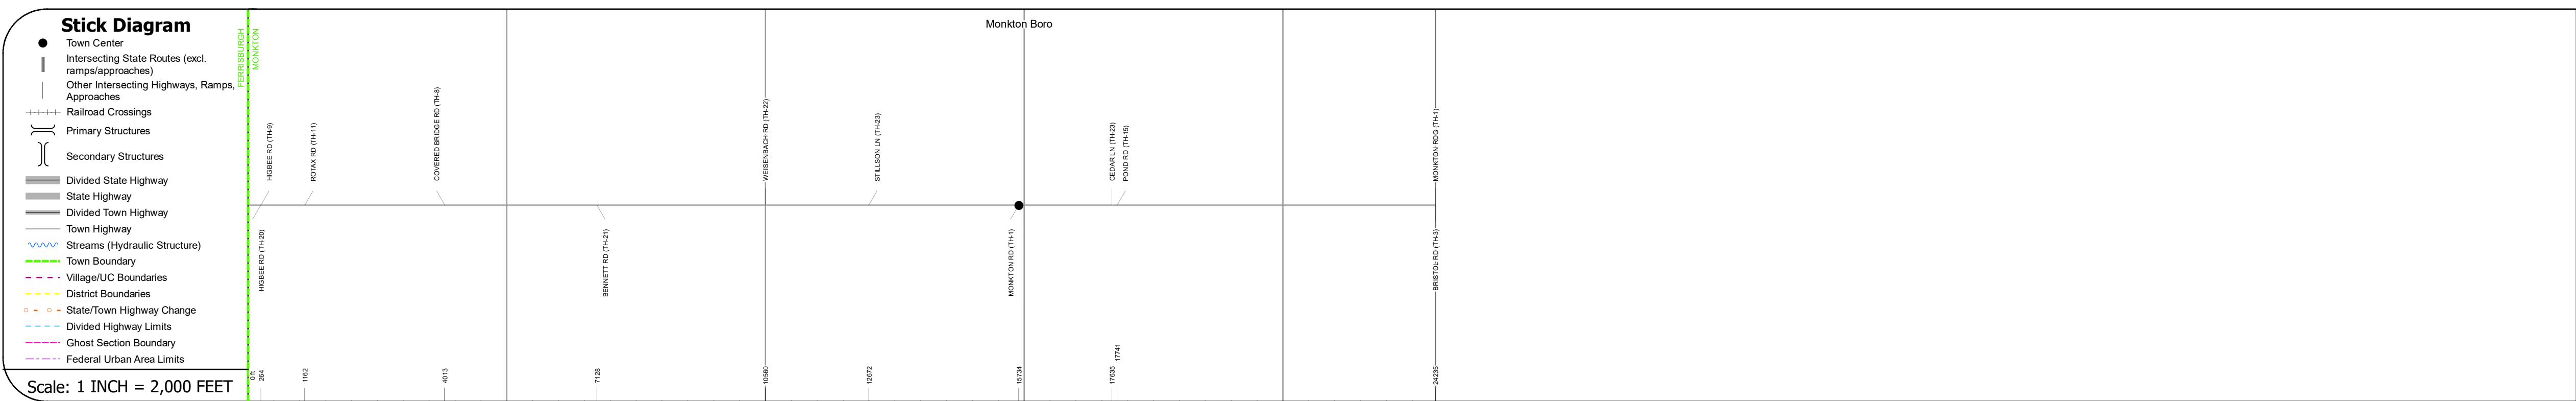 Stick Diagram
Town Center
Intersecting State Routes (excl.
ramps/approaches)
Other Intersecting Highways, Ramps,
Approaches
Railroad Crossings
Primary Structures
Secondary Structures
Divided State Highway
State Highway
Divided Town Highway
Town Highway
Streams (Hydraulic Structure)
Town Boundary
Village/UC Boundaries
District Boundaries
State/Town Highway Change
Divided Highway Limits
Ghost Section Boundary
Federal Urban Area Limits
Scale: 1 INCH = 2,000 FEET
FERRISBURGH
MONKTON
Monkton Boro
HIGBEE RD (TH-9)
ROTAX RD (TH-11)
COVERED BRIDGE RD (TH-8)
WEISENBACH RD (TH-22)
STILLSON LN (TH-23)
CEDAR LN (TH-23)
POND RD (TH-15)
MONKTON RDG (TH-1)
HIGBEE RD (TH-20)
BENNETT RD (TH-21)
MONKTON RD (TH-1)
BRISTOL RD (TH-3)
0 ft
264
1162
4013
7128
10560
12672
15734
17635
17741
24235